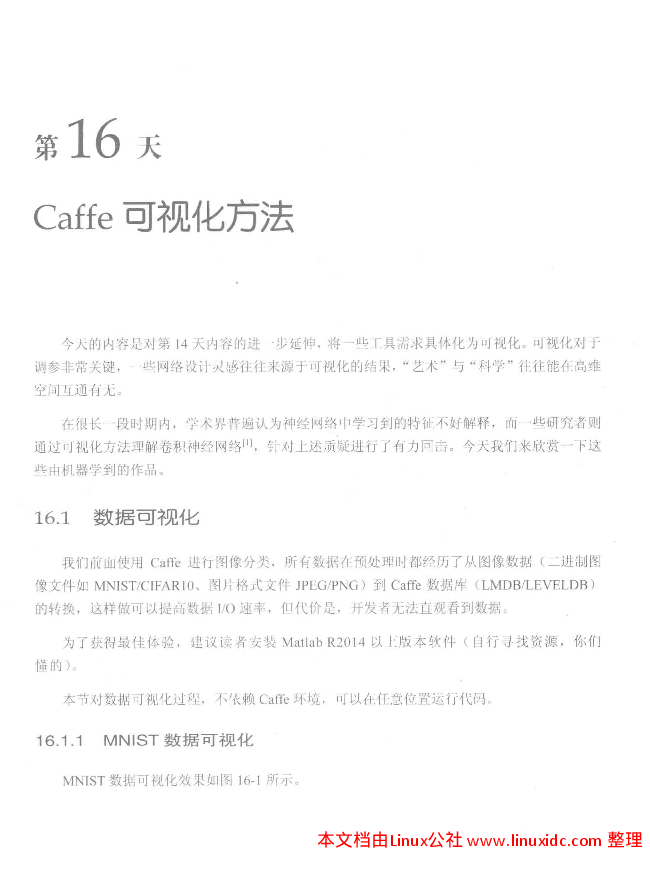 第 16 天
Caffe 可视化方法
今天的内容是对第 14 天内容的进一步延伸，将一些工具需求具体化为可视化。可视化对于
调参非常关键，一些网络设计灵感往往来源于可视化的结果，“艺术”与“科学”往往能在高维
空间互通有无。
在很长一段时期内，学术界普遍认为神经网络中学习到的特征不好解释，而一些研究者则
通过可视化方法理解卷积神经网络[1]，针对上述质疑进行了有力回击。今天我们来欣赏一下这
些由机器学到的作品。
16.1 数据可视化
我们前面使用 Caffe 进行图像分类，所有数据在预处理时都经历了从图像数据（二进制图
像文件如 MNIST/CIFAR10、图片格式文件 JPEG/PNG）到 Caffe 数据库（LMDB/LEVELDB）
的转换，这样做可以提高数据 I/O 速率，但代价是，开发者无法直观看到数据。
为了获得最佳体验，建议读者安装 Matlab R2014 以上版本软件（自行寻找资源，你们
懂的）。
本节对数据可视化过程，不依赖 Caffe 环境，可以在任意位置运行代码。
16.1.1 MNIST 数据可视化
MNIST 数据可视化效果如图 16-1 所示。
本文档由Linux公社 www.linuxidc.com 整理